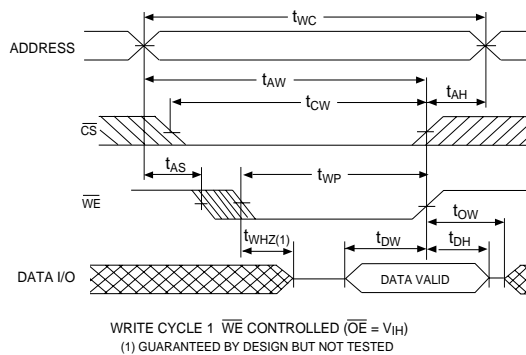 tWC
ADDRESS
tAW
tCW
tAH
CS
tAS
tWP
WE
tOW
tWHZ(1)
tDW
tDH
DATA I/O
DATA VALID
WRITE CYCLE 1 WE CONTROLLED (OE = VIH)
(1) GUARANTEED BY DESIGN BUT NOT TESTED